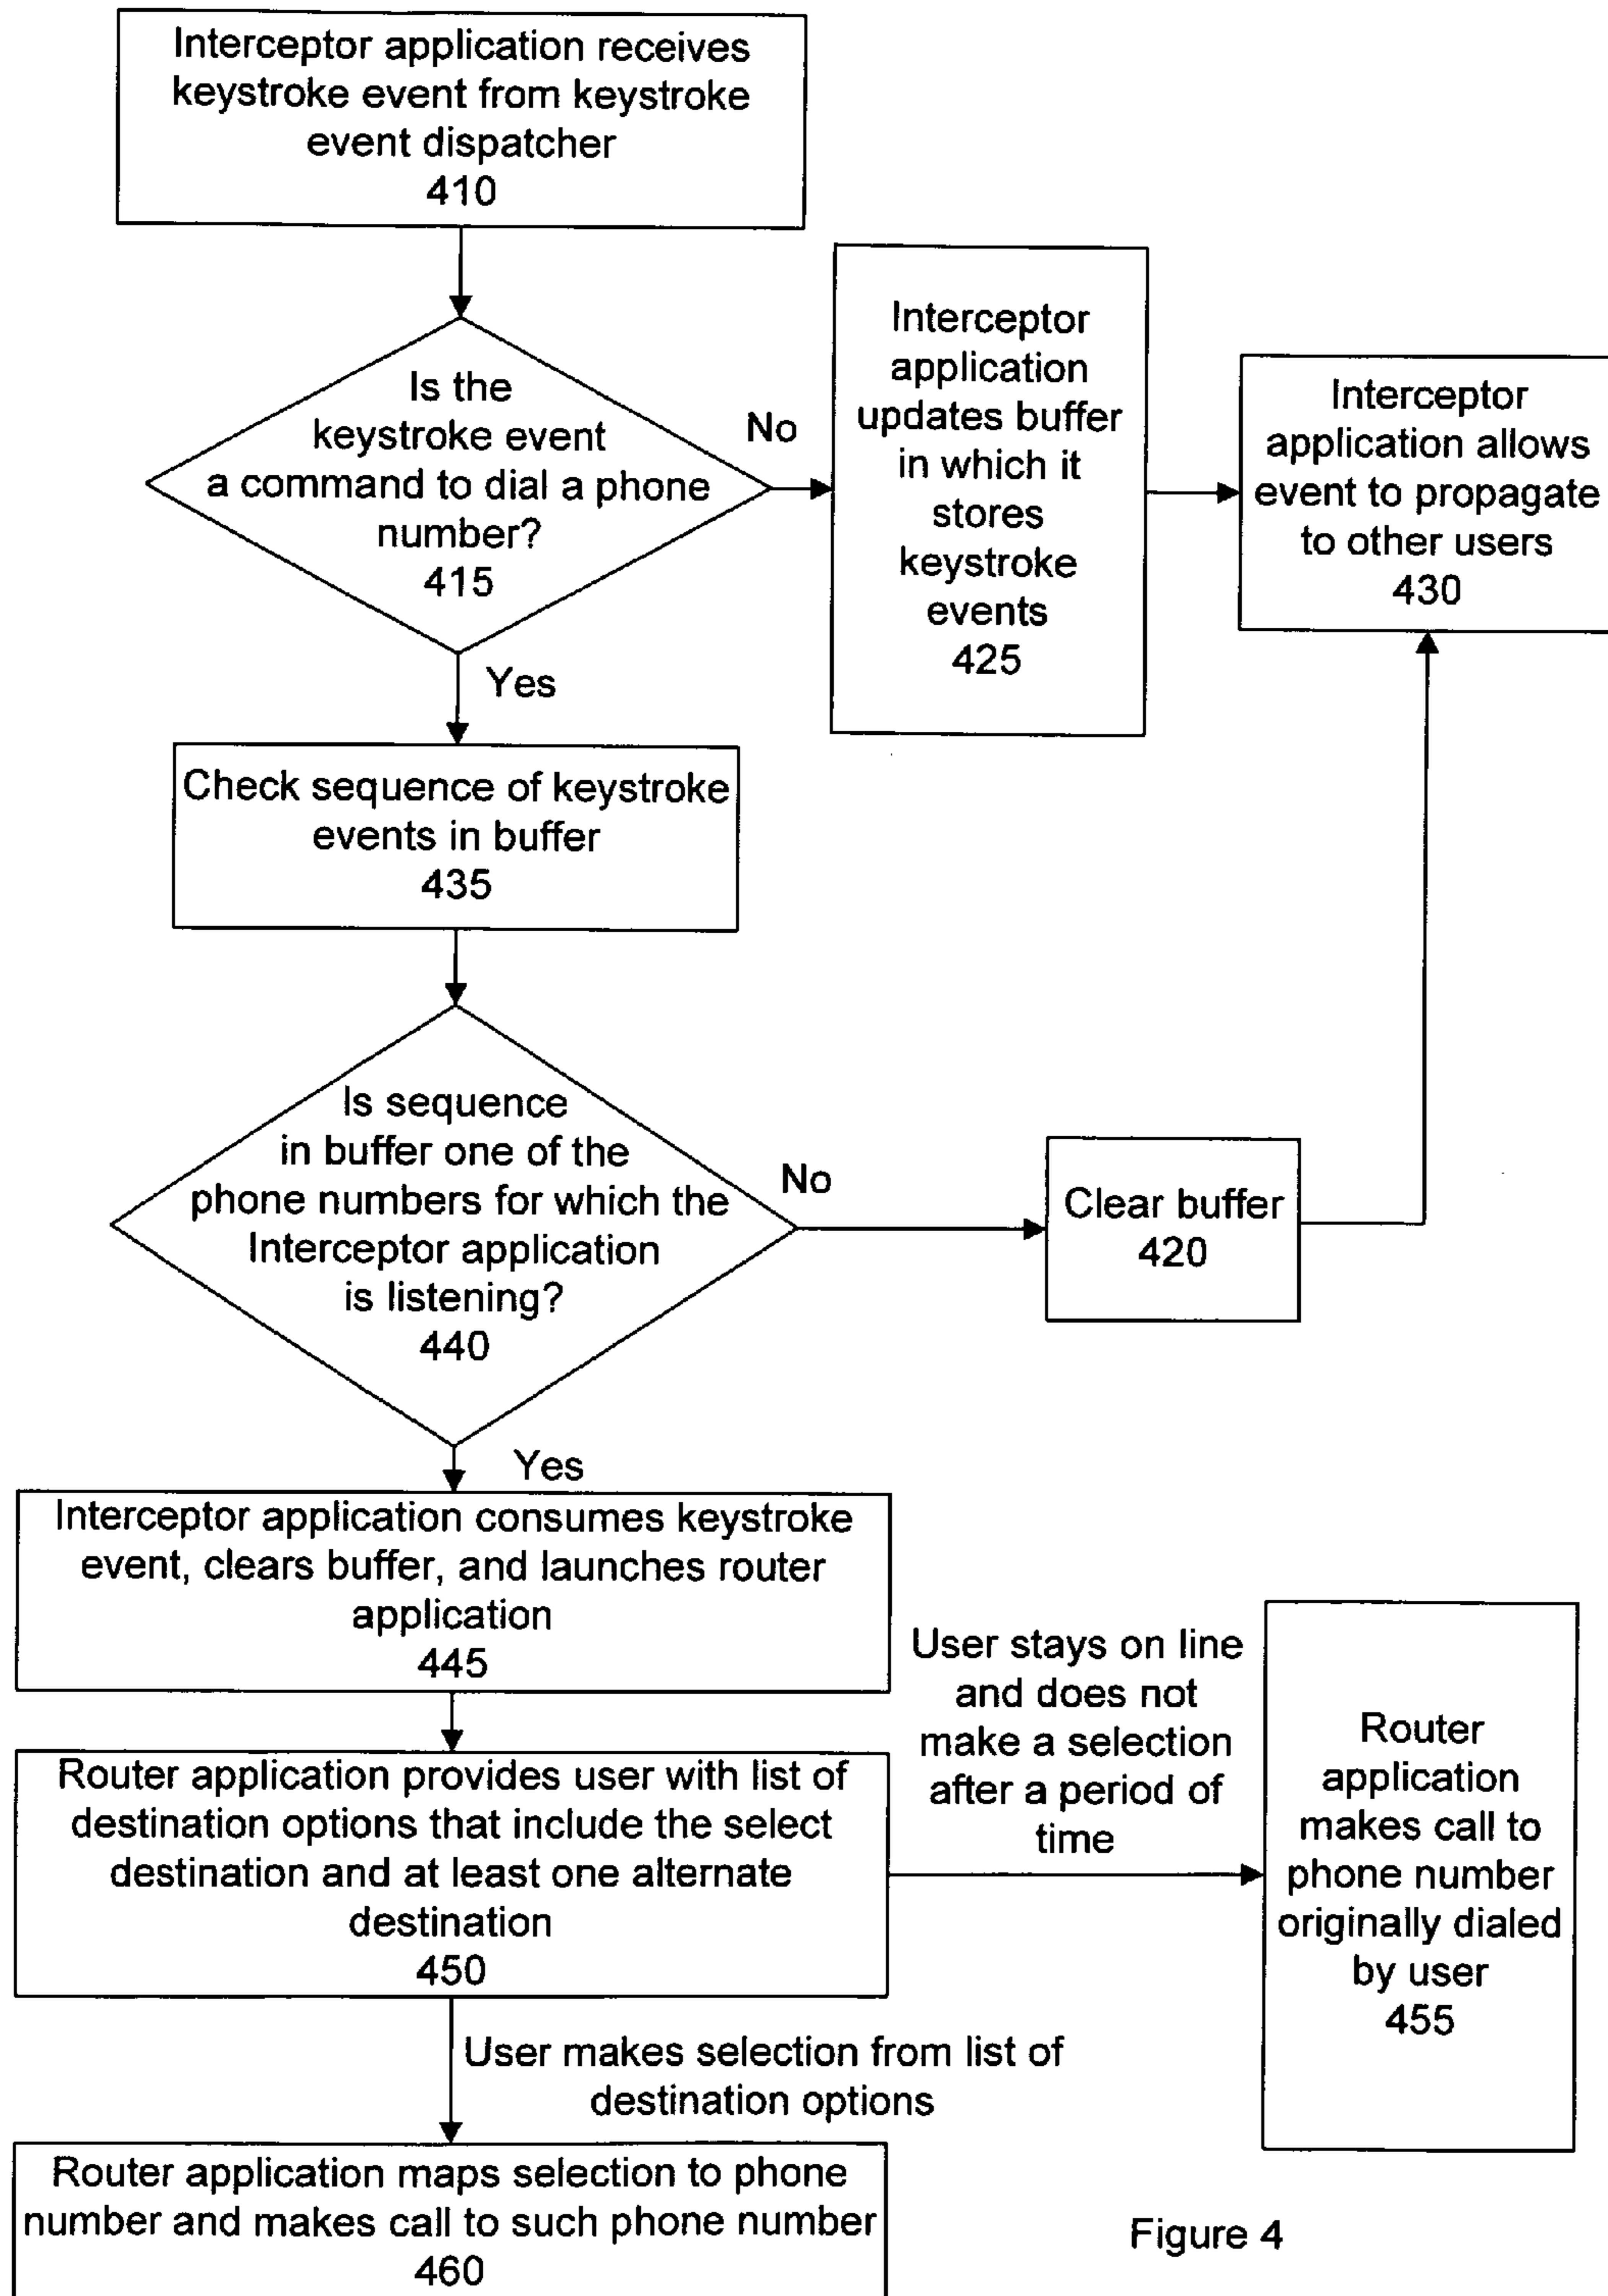 Interceptor application receives
keystroke event from keystroke
event dispatcher
410
Is the
keystroke event
a command to dial a phone
number?
415
No
Interceptor
application
updates buffer
in which it
stores
keystroke
events
425
Interceptor
application allows
event to propagate
to other users
430
Yes
Check sequence of keystroke
events in buffer
435
Is sequence
in buffer one of the
phone numbers for which the
Interceptor application
is listening?
440
No
Clear buffer
420
Yes
Interceptor application consumes keystroke
event, clears buffer, and launches router
application
445
Router application provides user with list of
destination options that include the select
destination and at least one alternate
destination
450
User stays on line
and does not
make a selection
after a period of
time
Router
application
makes call to
phone number
originally dialed
by user
455
User makes selection from list of
destination options
Router application maps selection to phone
number and makes call to such phone number
460
Figure 4